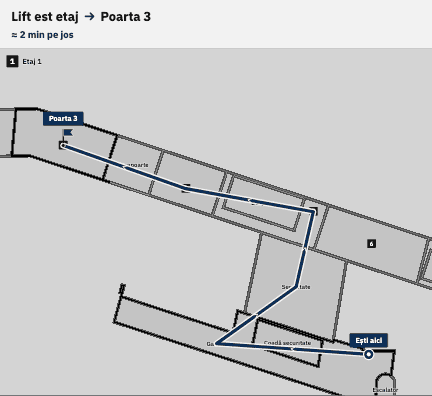 Lift est etaj → Poarta 3
≈ 2 min pe jos
1 Etaj 1
Poarta 3
6
Ești aici
Coadă securitate
Escalator